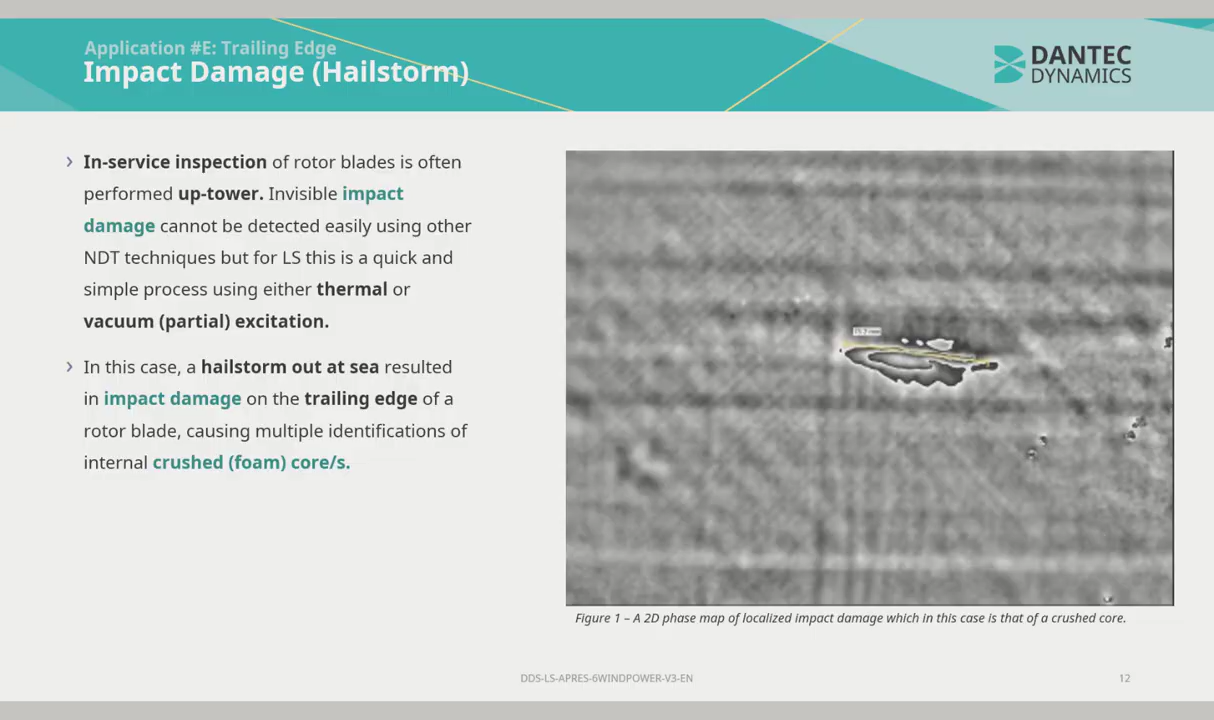 Application #E: Trailing Edge
Impact Damage (Hailstorm)
DANTEC
DYNAMICS
› In-service inspection of rotor blades is often
performed up-tower. Invisible impact
damage cannot be detected easily using other
NDT techniques but for LS this is a quick and
simple process using either thermal or
vacuum (partial) excitation.
› In this case, a hailstorm out at sea resulted
in impact damage on the trailing edge of a
rotor blade, causing multiple identifications of
internal crushed (foam) core/s.
Figure 1 – A 2D phase map of localized impact damage which in this case is that of a crushed core.
DDS-LS-APRES-6WINDPOWER-V3-EN
12